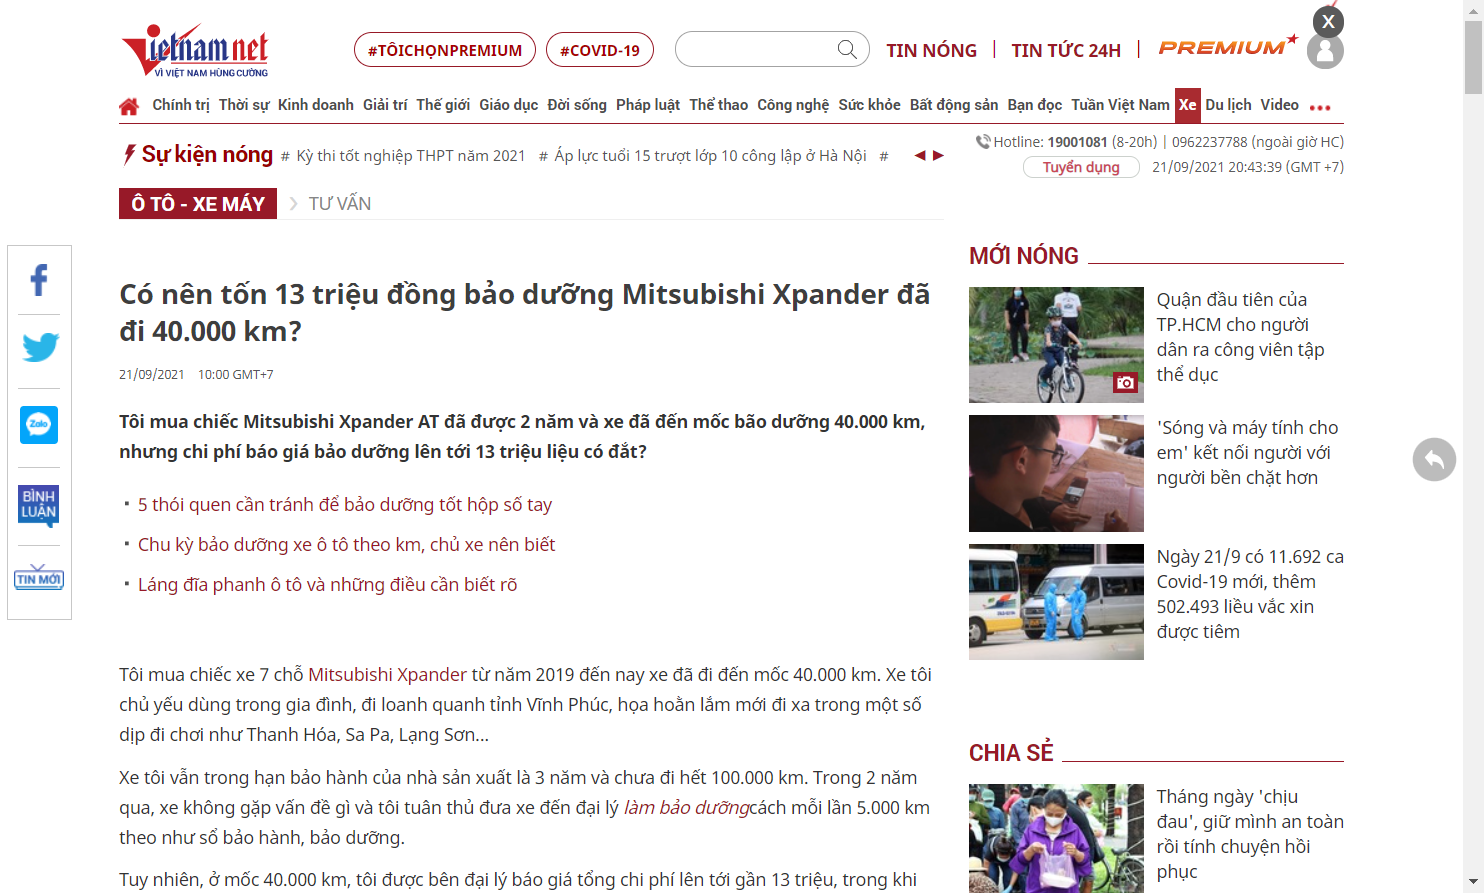 Vietnamnet
VÌ VIỆT NAM HÙNG CƯỜNG
#TÔICHỌNPREMIUM
#COVID-19
TIN NÓNG | TIN TỨC 24H | PREMIUM
X
Chính trị Thời sự Kinh doanh Giải trí Thế giới Giáo dục Đời sống Pháp luật Thể thao Công nghệ Sức khỏe Bất động sản Bạn đọc Tuần Việt Nam Xe Du lịch Video
Sự kiện nóng # Kỳ thi tốt nghiệp THPT năm 2021 # Áp lực tuổi 15 trượt lớp 10 công lập ở Hà Nội #
Hotline: 19001081 (8-20h) | 0962237788 (ngoài giờ HC)
Tuyển dụng 21/09/2021 20:43:39 (GMT +7)
Ô TÔ - XE MÁY TƯ VẤN
Zalo
BÌNH
LUẬN
TIN MỚI
Có nên tốn 13 triệu đồng bảo dưỡng Mitsubishi Xpander đã
đi 40.000 km?
21/09/2021 10:00 GMT+7
Tôi mua chiếc Mitsubishi Xpander AT đã được 2 năm và xe đã đến mốc bão dưỡng 40.000 km,
nhưng chi phí báo giá bảo dưỡng lên tới 13 triệu liệu có đắt?
5 thói quen cần tránh để bảo dưỡng tốt hộp số tay
Chu kỳ bảo dưỡng xe ô tô theo km, chủ xe nên biết
Láng đĩa phanh ô tô và những điều cần biết rõ
Tôi mua chiếc xe 7 chỗ Mitsubishi Xpander từ năm 2019 đến nay xe đã đi đến mốc 40.000 km. Xe tôi
chủ yếu dùng trong gia đình, đi loanh quanh tỉnh Vĩnh Phúc, họa hoằn lắm mới đi xa trong một số
dịp đi chơi như Thanh Hóa, Sa Pa, Lạng Sơn...
Xe tôi vẫn trong hạn bảo hành của nhà sản xuất là 3 năm và chưa đi hết 100.000 km. Trong 2 năm
qua, xe không gặp vấn đề gì và tôi tuân thủ đưa xe đến đại lý làm bảo dưỡngcách mỗi lần 5.000 km
theo như sổ bảo hành, bảo dưỡng.
Tuy nhiên, ở mốc 40.000 km, tôi được bên đại lý báo giá tổng chi phí lên tới gần 13 triệu, trong khi
MỚI NÓNG
Quận đầu tiên của
TP.HCM cho người
dân ra công viên tập
thể dục
'Sóng và máy tính cho
em' kết nối người với
người bền chặt hơn
Ngày 21/9 có 11.692 ca
Covid-19 mới, thêm
502.493 liều vắc xin
được tiêm
CHIA SẺ
Tháng ngày 'chịu
đau', giữ mình an toàn
rồi tính chuyện hồi
phục